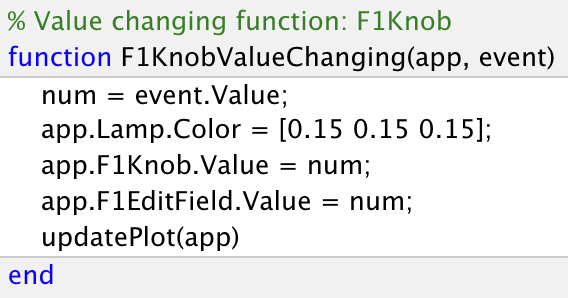 % Value changing function: F1Knob
function F1KnobValueChanging(app, event)
num = event.Value;
app.Lamp.Color = [0.15 0.15 0.15];
app.F1Knob.Value = num;
app.F1EditField.Value = num;
updatePlot(app)
end